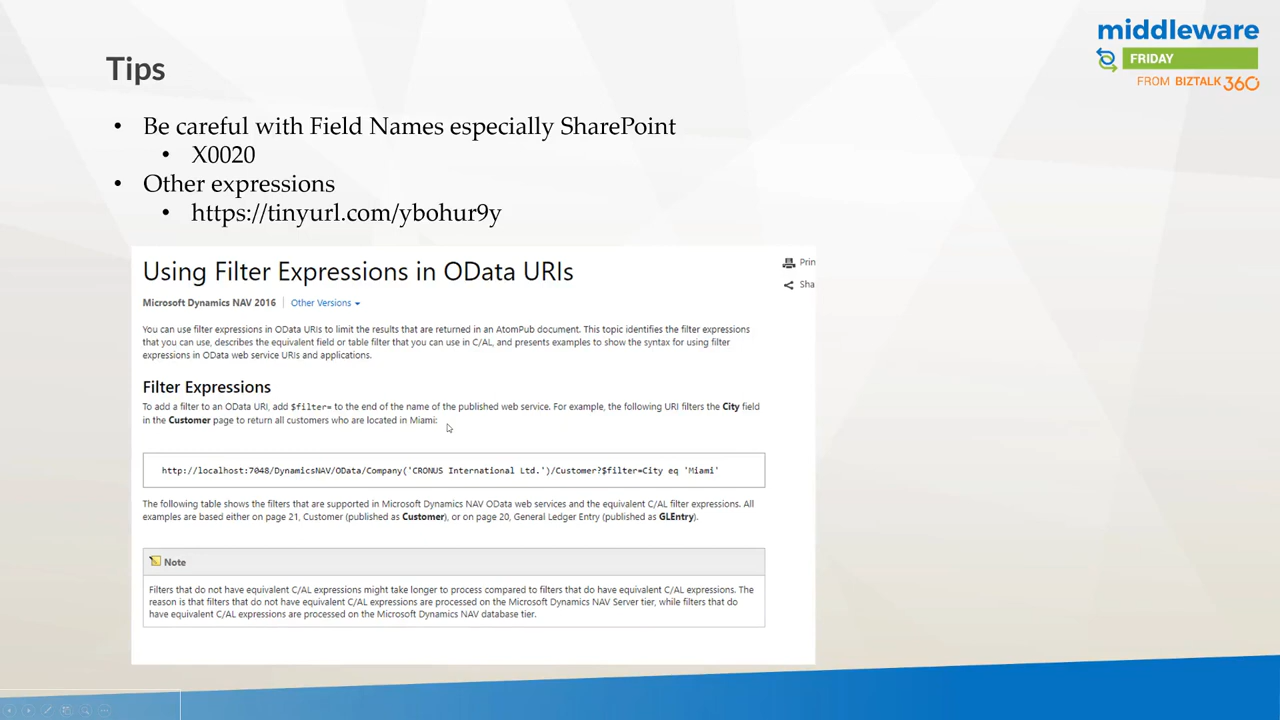 middleware
FRIDAY
FROM BIZTALK 360
Tips
• Be careful with Field Names especially SharePoint
• X0020
• Other expressions
• https://tinyurl.com/ybohur9y
Using Filter Expressions in OData URIs
Prin
Microsoft Dynamics NAV 2016 | Other Versions
Sha
You can use filter expressions in OData URIs to limit the results that are returned in an AtomPub document. This topic identifies the filter expressions
that you can use, describes the equivalent field or table filter that you can use in C/AL, and presents examples to show the syntax for using filter
expressions in OData web service URIs and applications.
Filter Expressions
To add a filter to an OData URI, add $filter= to the end of the name of the published web service. For example, the following URI filters the City field
in the Customer page to return all customers who are located in Miami:
http://localhost:7048/DynamicsNAV/OData/Company('CRONUS International Ltd.')/Customer?$filter=City eq 'Miami'
The following table shows the filters that are supported in Microsoft Dynamics NAV OData web services and the equivalent C/AL filter expressions. All
examples are based either on page 21, Customer (published as Customer), or on page 20, General Ledger Entry (published as GLEntry).
Note
Filters that do not have equivalent C/AL expressions might take longer to process compared to filters that do have equivalent C/AL expressions. The
reason is that filters that do not have equivalent C/AL expressions are processed on the Microsoft Dynamics NAV Server tier, while filters that do
have equivalent C/AL expressions are processed on the Microsoft Dynamics NAV database tier.